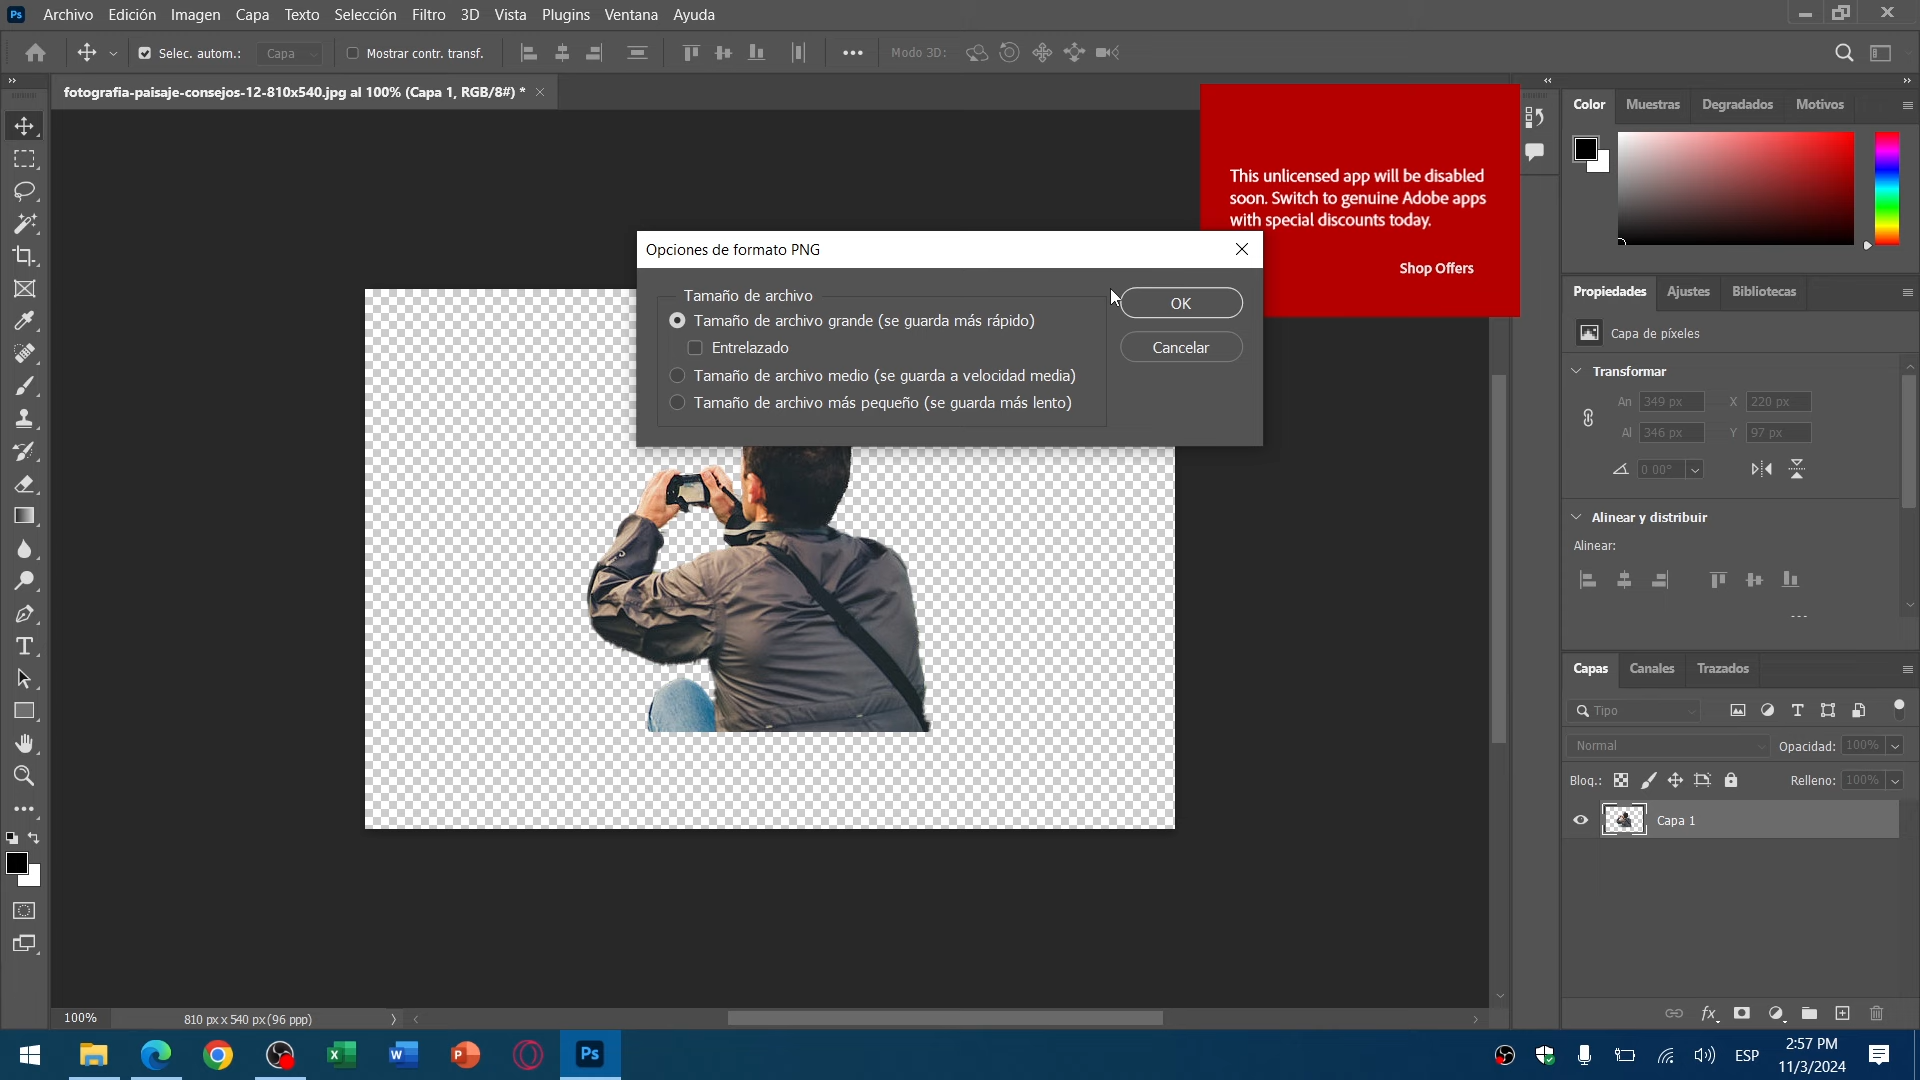 Ps Archivo Edición Imagen Capa Texto Selección Filtro 3D Vista Plugins Ventana Ayuda
Selec. autom.: Capa Mostrar contr. transf. Modo 3D:
fotografia-paisaje-consejos-12-810x540.jpg al 100% (Capa 1, RGB/8#) *
This unlicensed app will be disabled
soon. Switch to genuine Adobe apps
with special discounts today.
Shop Offers
Opciones de formato PNG
Tamaño de archivo
Tamaño de archivo grande (se guarda más rápido)
Entrelazado
Tamaño de archivo medio (se guarda a velocidad media)
Tamaño de archivo más pequeño (se guarda más lento)
OK
Cancelar
Color Muestras Degradados Motivos
Propiedades Ajustes Bibliotecas
Capa de píxeles
Transformar
An 349 px X 220 px
Al 346 px Y 97 px
0.00°
Alinear y distribuir
Alinear:
Capas Canales Trazados
Tipo
Normal Opacidad: 100%
Bloq.: Relleno: 100%
Capa 1
fx
100% 810 px x 540 px (96 ppp)
Ps
ESP
2:57 PM
11/3/2024